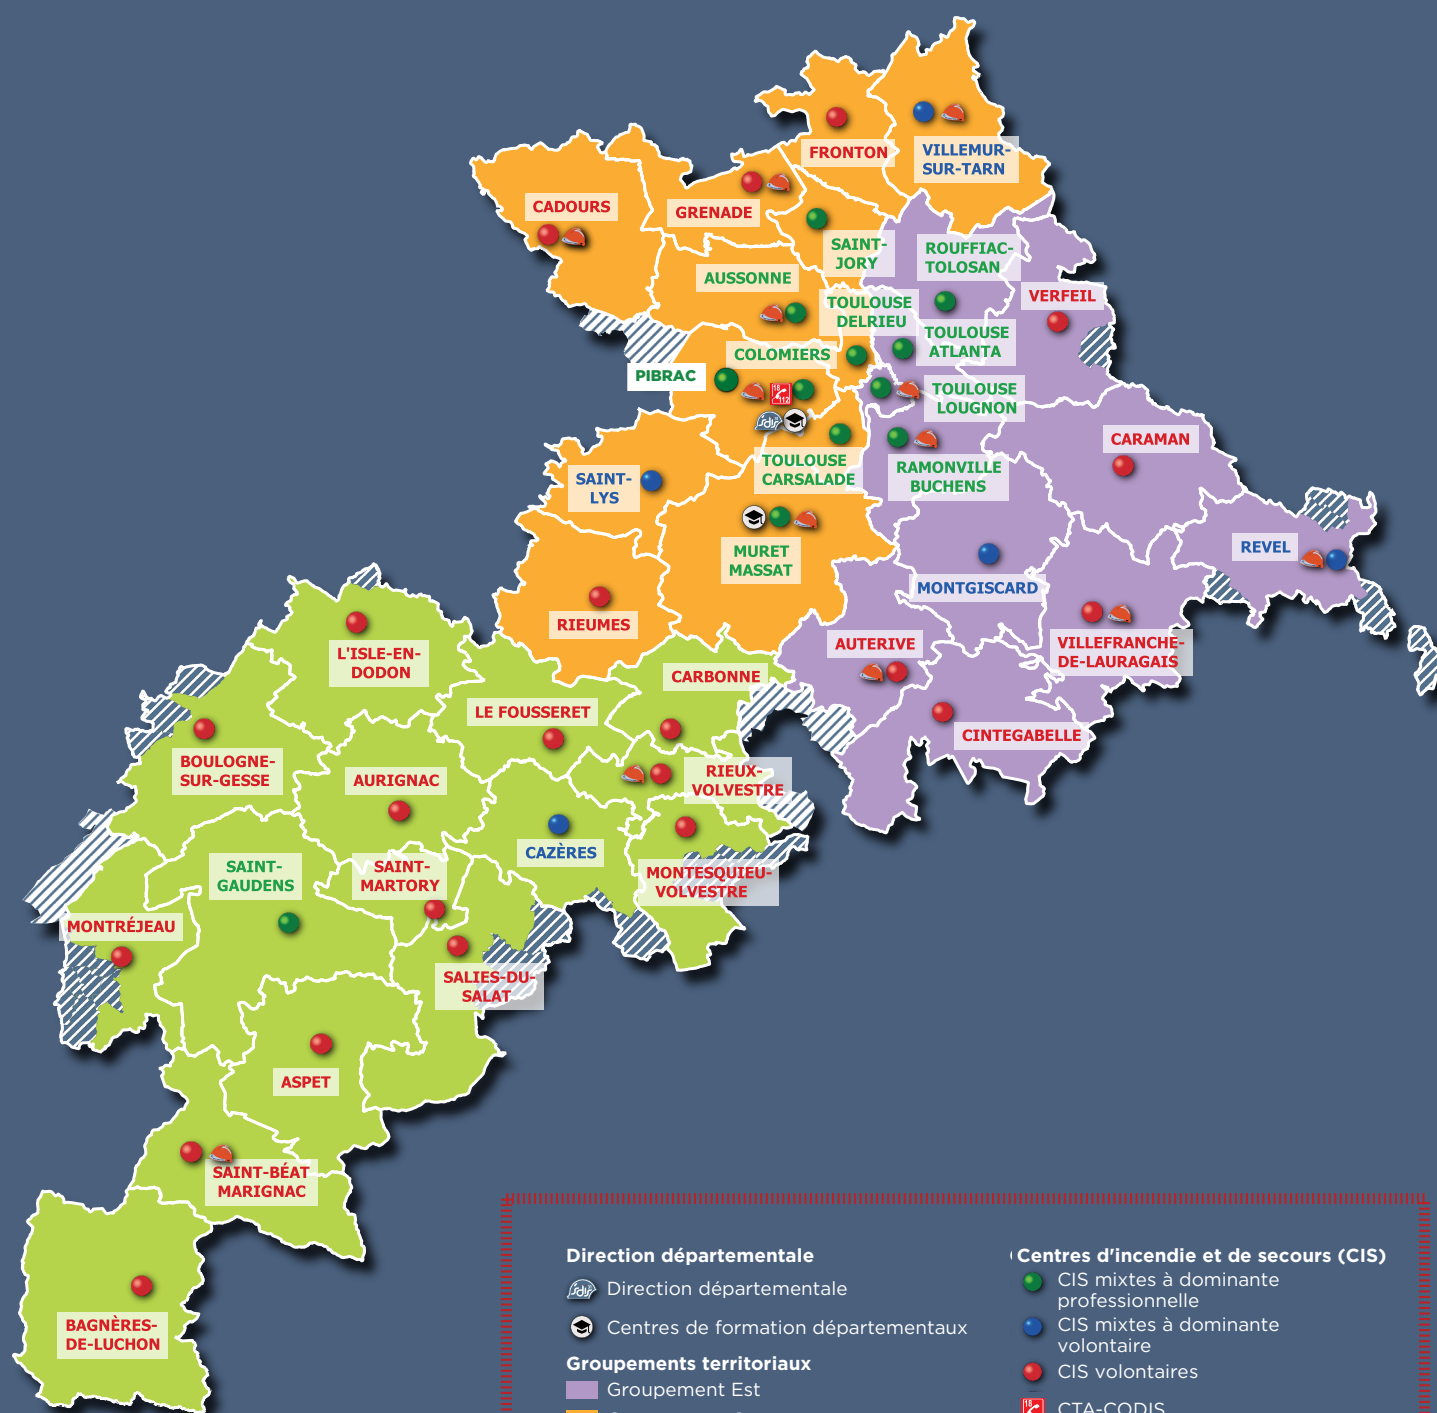 FRONTON
VILLEMUR-
SUR-TARN
CADOURS
GRENADE
SAINT-
JORY
ROUFFIAC-
TOLOSAN
AUSSONNE
VERFEIL
TOULOUSE
DELRIEU
TOULOUSE
ATLANTA
COLOMIERS
PIBRAC
18
112
TOULOUSE
LOUGNON
sdis
CARAMAN
TOULOUSE
CARSALADE
RAMONVILLE
BUCHENS
SAINT-
LYS
MURET
MASSAT
REVEL
MONTGISCARD
RIEUMES
AUTERIVE
VILLEFRANCHE-
DE-LAURAGAIS
L'ISLE-EN-
DODON
CARBONNE
LE FOUSSERET
CINTEGABELLE
BOULOGNE-
SUR-GESSE
AURIGNAC
RIEUX-
VOLVESTRE
CAZÈRES
SAINT-
GAUDENS
SAINT-
MARTORY
MONTESQUIEU-
VOLVESTRE
MONTRÉJEAU
SALIES-DU-
SALAT
ASPET
SAINT-BÉAT
MARIGNAC
BAGNÈRES-
DE-LUCHON
Direction départementale
sdis Direction départementale
Centres de formation départementaux
Groupements territoriaux
Groupement Est
Centres d'incendie et de secours (CIS)
CIS mixtes à dominante
professionnelle
CIS mixtes à dominante
volontaire
CIS volontaires
18
CTA-CODIS